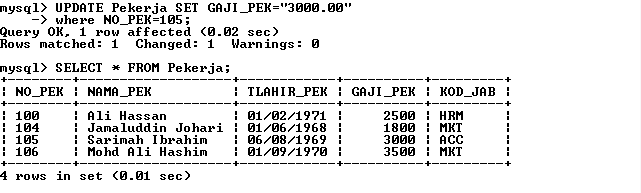 mysql> UPDATE Pekerja SET GAJI_PEK="3000.00"
-> where NO_PEK=105;
Query OK, 1 row affected (0.02 sec)
Rows matched: 1 Changed: 1 Warnings: 0
mysql> SELECT * FROM Pekerja;
+--------+-------------------+------------+----------+---------+
| NO_PEK | NAMA_PEK | TLAHIR_PEK | GAJI_PEK | KOD_JAB |
+--------+-------------------+------------+----------+---------+
| 100 | Ali Hassan | 01/02/1971 | 2500 | HRM |
| 104 | Jamaluddin Johari | 01/06/1968 | 1800 | MKT |
| 105 | Sarimah Ibrahim | 06/08/1969 | 3000 | ACC |
| 106 | Mohd Ali Hashim | 01/09/1970 | 3500 | MKT |
+--------+-------------------+------------+----------+---------+
4 rows in set (0.01 sec)